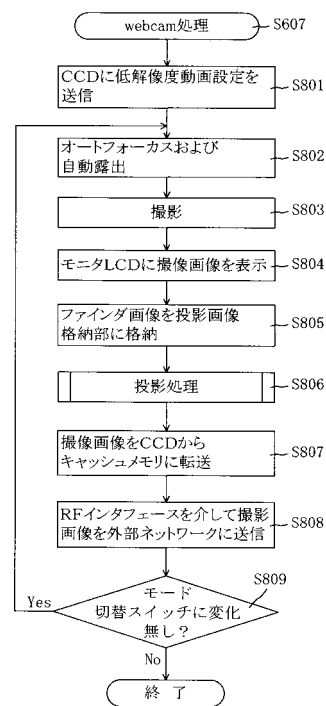 webcam処理
S607
CCDに低解像度動画設定を
送信
S801
オートフォーカスおよび
自動露出
S802
撮影
S803
モニタLCDに撮像画像を表示
S804
ファインダ画像を投影画像
格納部に格納
S805
投影処理
S806
撮像画像をCCDから
キャッシュメモリに転送
S807
RFインタフェースを介して撮影
画像を外部ネットワークに送信
S808
S809
モード
切替スイッチに変化
無し？
Yes
No
終 了